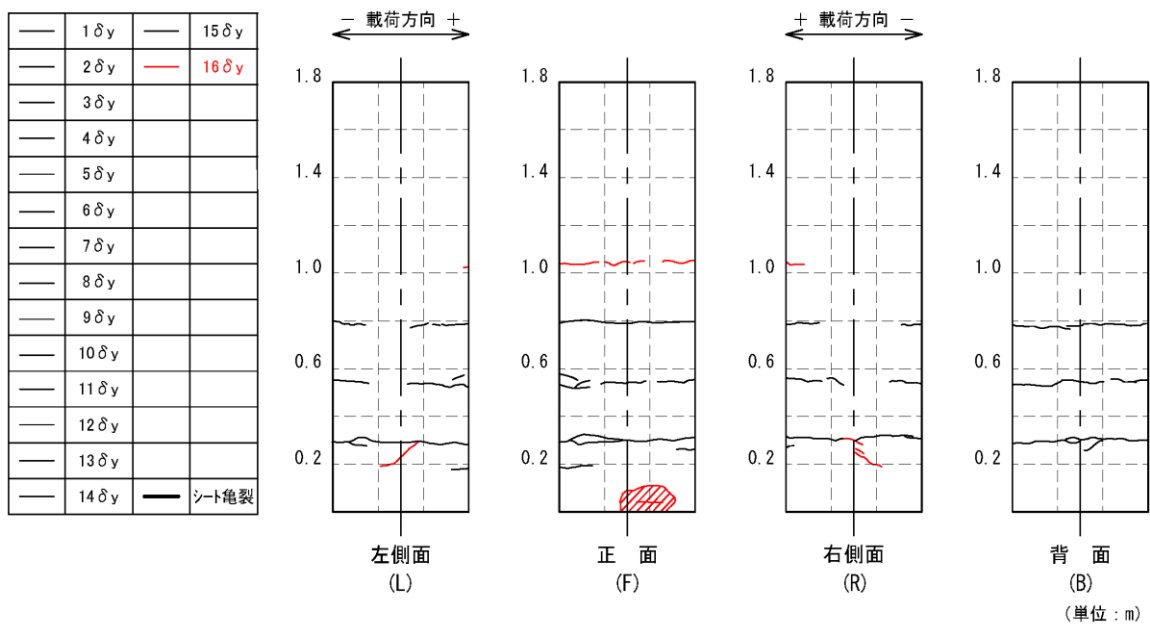 1δy 15δy
2δy 16δy
3δy
4δy
5δy
6δy
7δy
8δy
9δy
10δy
11δy
12δy
13δy
14δy シート亀裂
− 載荷方向 +
+ 載荷方向 −
1.8 1.8 1.8 1.8
1.4 1.4 1.4 1.4
1.0 1.0 1.0 1.0
0.6 0.6 0.6 0.6
0.2 0.2 0.2 0.2
左側面 正 面 右側面 背 面
(L) (F) (R) (B)
(単位:m)